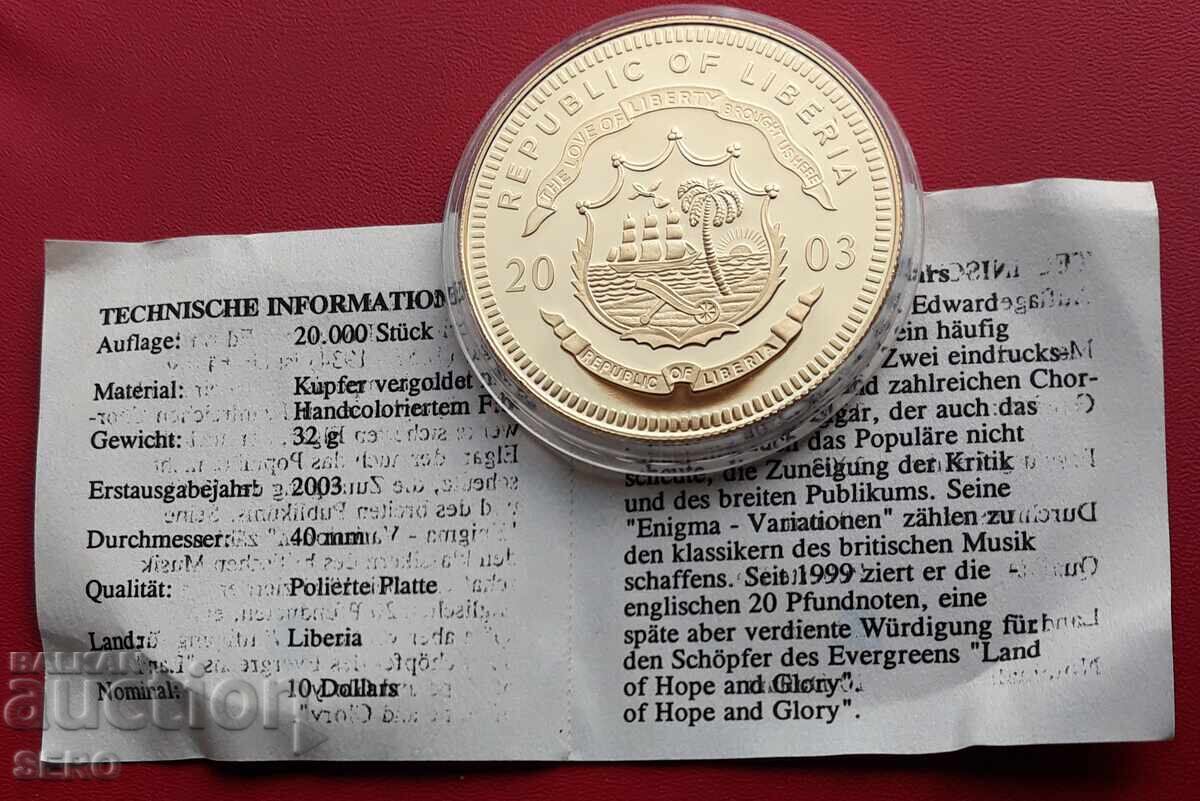 REPUBLIC OF LIBERIA
THE LOVE OF LIBERTY BROUGHT US HERE
20 03
REPUBLIC OF LIBERIA
TECHNISCHE INFORMATION
Auflage: 20.000 Stück
Material: Kupfer vergoldet
Handcoloriertem
Gewicht: 32 g
Erstausgabejahr: 2003
Durchmesser: 40 mm
Qualität: Polierte Platte
Land: Liberia
Nomiral: 10 Dollars
Edward
ein häufig
Zwei eindrucks-
zahlreichen Chor-
der auch das
das Populäre nicht
scheute, die Zuneigung der Kritik
und des breiten Publikums. Seine
"Enigma - Variationen" zählen zu
den klassikern des britischen Musik
schaffens. Seit 1999 ziert er die
englischen 20 Pfundnoten, eine
späte aber verdiente Würdigung für
den Schöpfer des Evergreens "Land
of Hope and Glory".
of Hope and Glory".
BALKAN
auction
SERO